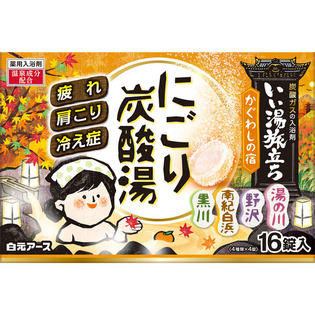 薬用入浴剤
温泉成分
配合
疲れ
肩こり
冷え症
にごり
炭酸湯
炭酸ガスの入浴剤
いい湯旅立ち
かぐわしの宿
湯の川
野沢
南紀白浜
黒川
(4種類×4錠)
16錠入
白元アース